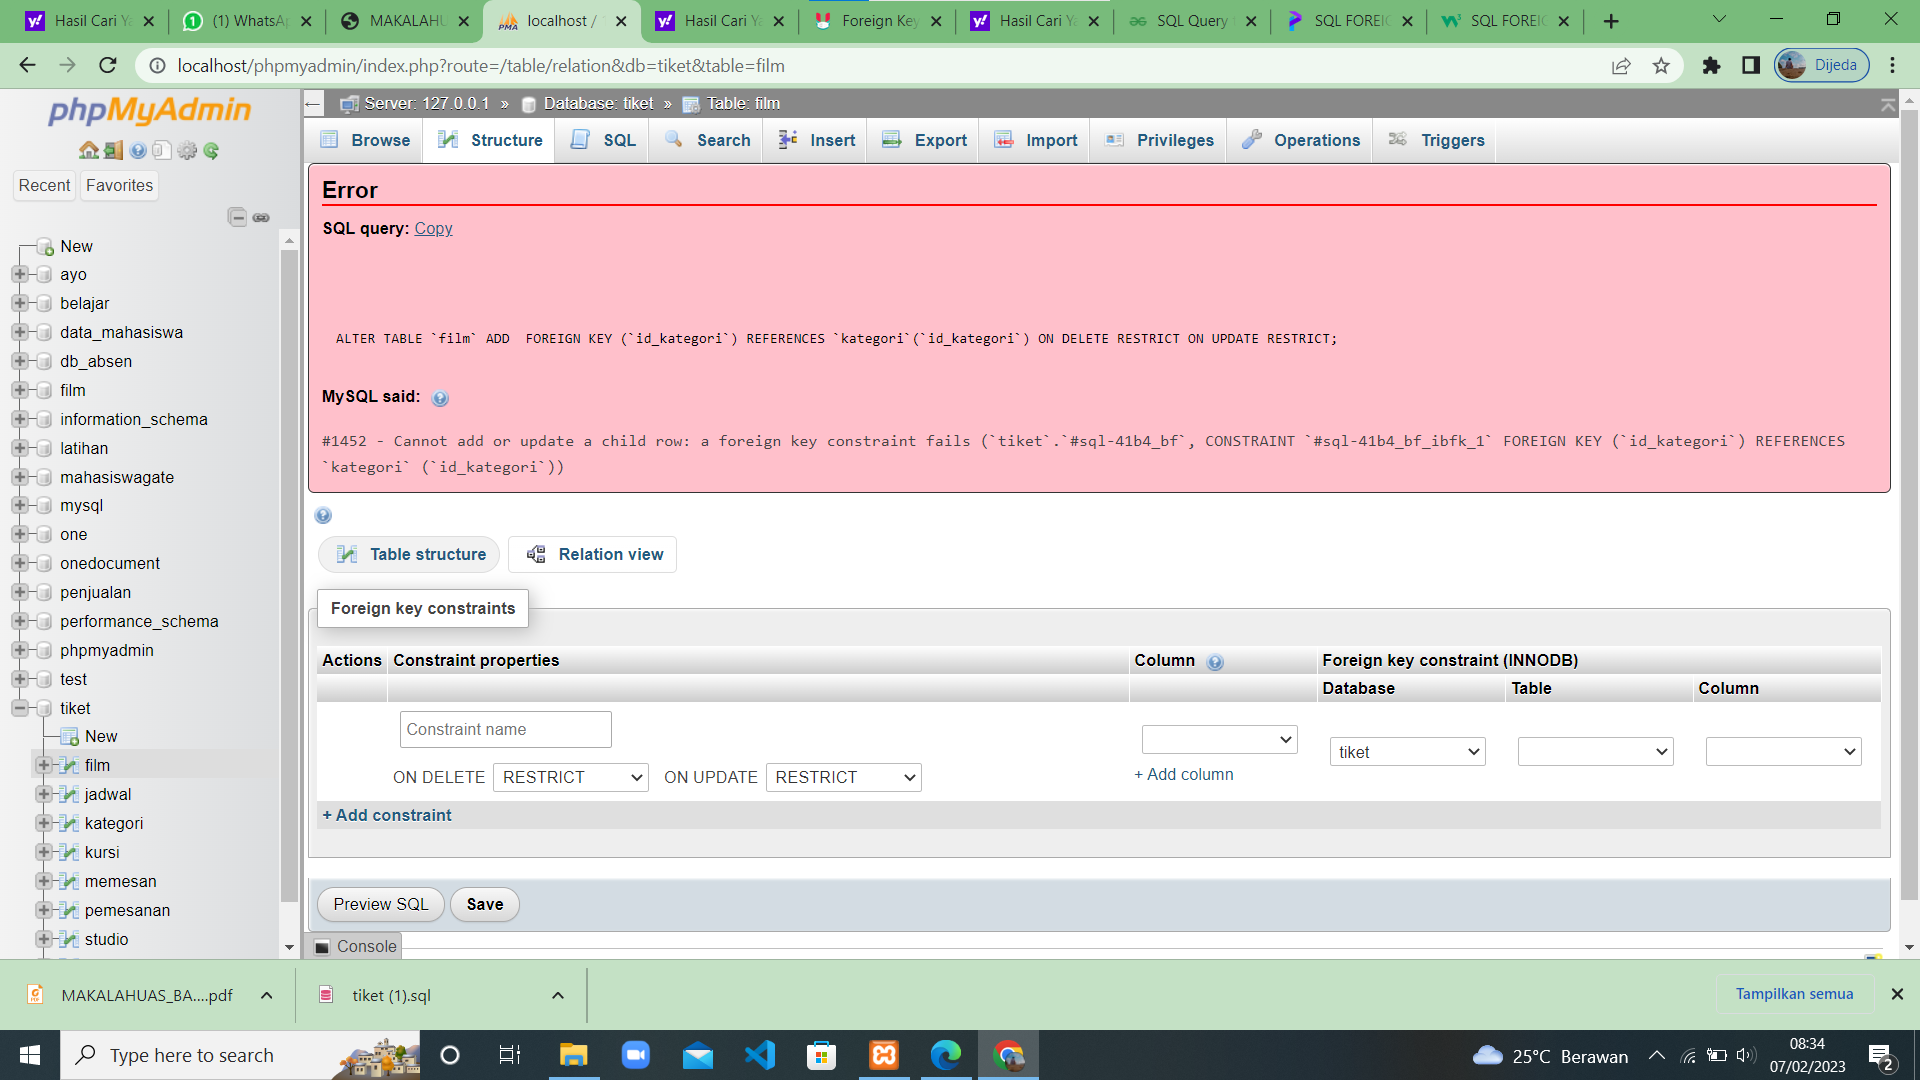 Hasil Cari Ya
(1) WhatsAp
MAKALAHU
localhost /
Hasil Cari Ya
Foreign Key
Hasil Cari Ya
SQL Query
SQL FOREIG
SQL FOREIG
localhost/phpmyadmin/index.php?route=/table/relation&db=tiket&table=film
Dijeda
phpMyAdmin
Recent
Favorites
New
ayo
belajar
data_mahasiswa
db_absen
film
information_schema
latihan
mahasiswagate
mysql
one
onedocument
penjualan
performance_schema
phpmyadmin
test
tiket
New
film
jadwal
kategori
kursi
memesan
pemesanan
studio
Server: 127.0.0.1 » Database: tiket » Table: film
Browse
Structure
SQL
Search
Insert
Export
Import
Privileges
Operations
Triggers
Error
SQL query: Copy
ALTER TABLE `film` ADD  FOREIGN KEY (`id_kategori`) REFERENCES `kategori`(`id_kategori`) ON DELETE RESTRICT ON UPDATE RESTRICT;
MySQL said:
#1452 - Cannot add or update a child row: a foreign key constraint fails (`tiket`.`#sql-41b4_bf`, CONSTRAINT `#sql-41b4_bf_ibfk_1` FOREIGN KEY (`id_kategori`) REFERENCES
`kategori` (`id_kategori`))
Table structure
Relation view
Foreign key constraints
Actions Constraint properties Column Foreign key constraint (INNODB)
Database Table Column
Constraint name
tiket
ON DELETE RESTRICT ON UPDATE RESTRICT
+ Add column
+ Add constraint
Preview SQL
Save
Console
MAKALAHUAS_BA....pdf
tiket (1).sql
Tampilkan semua
Type here to search
25°C Berawan
08:34
07/02/2023
2